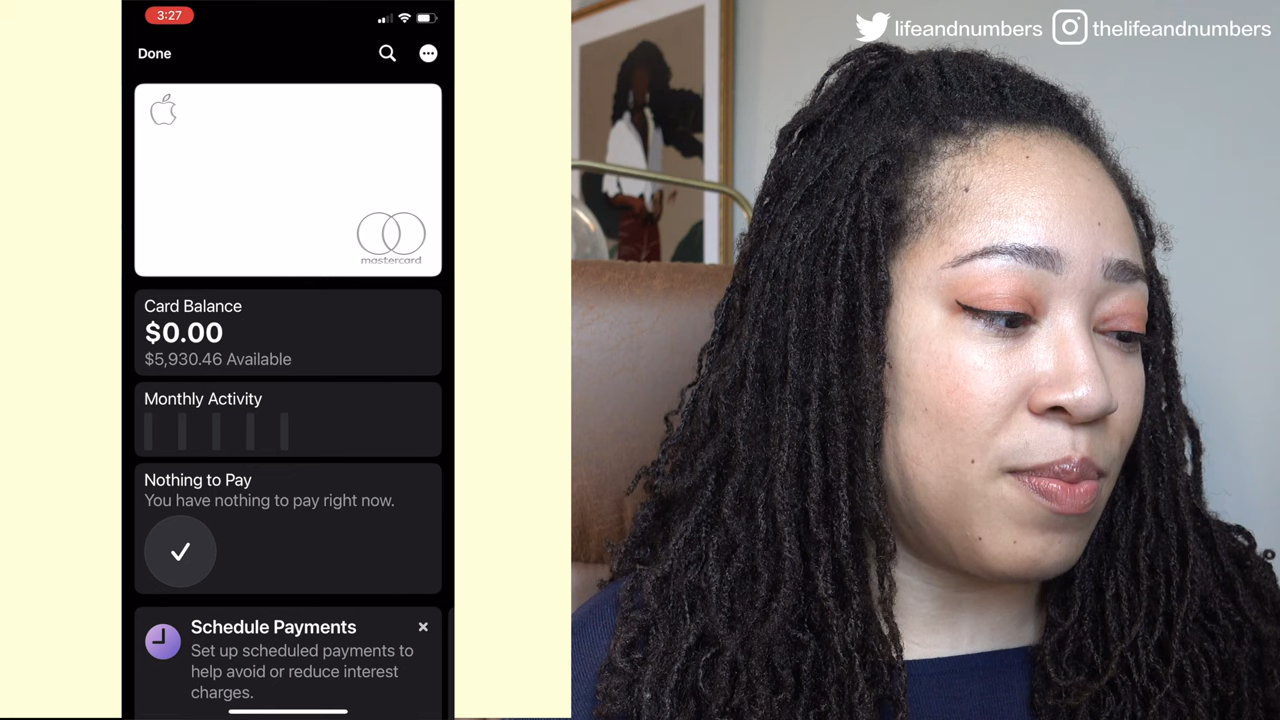 3:27
Done
mastercard
Card Balance
$0.00
$5,930.46 Available
Monthly Activity
Nothing to Pay
You have nothing to pay right now.
Schedule Payments
Set up scheduled payments to
help avoid or reduce interest
charges.
lifeandnumbers thelifeandnumbers